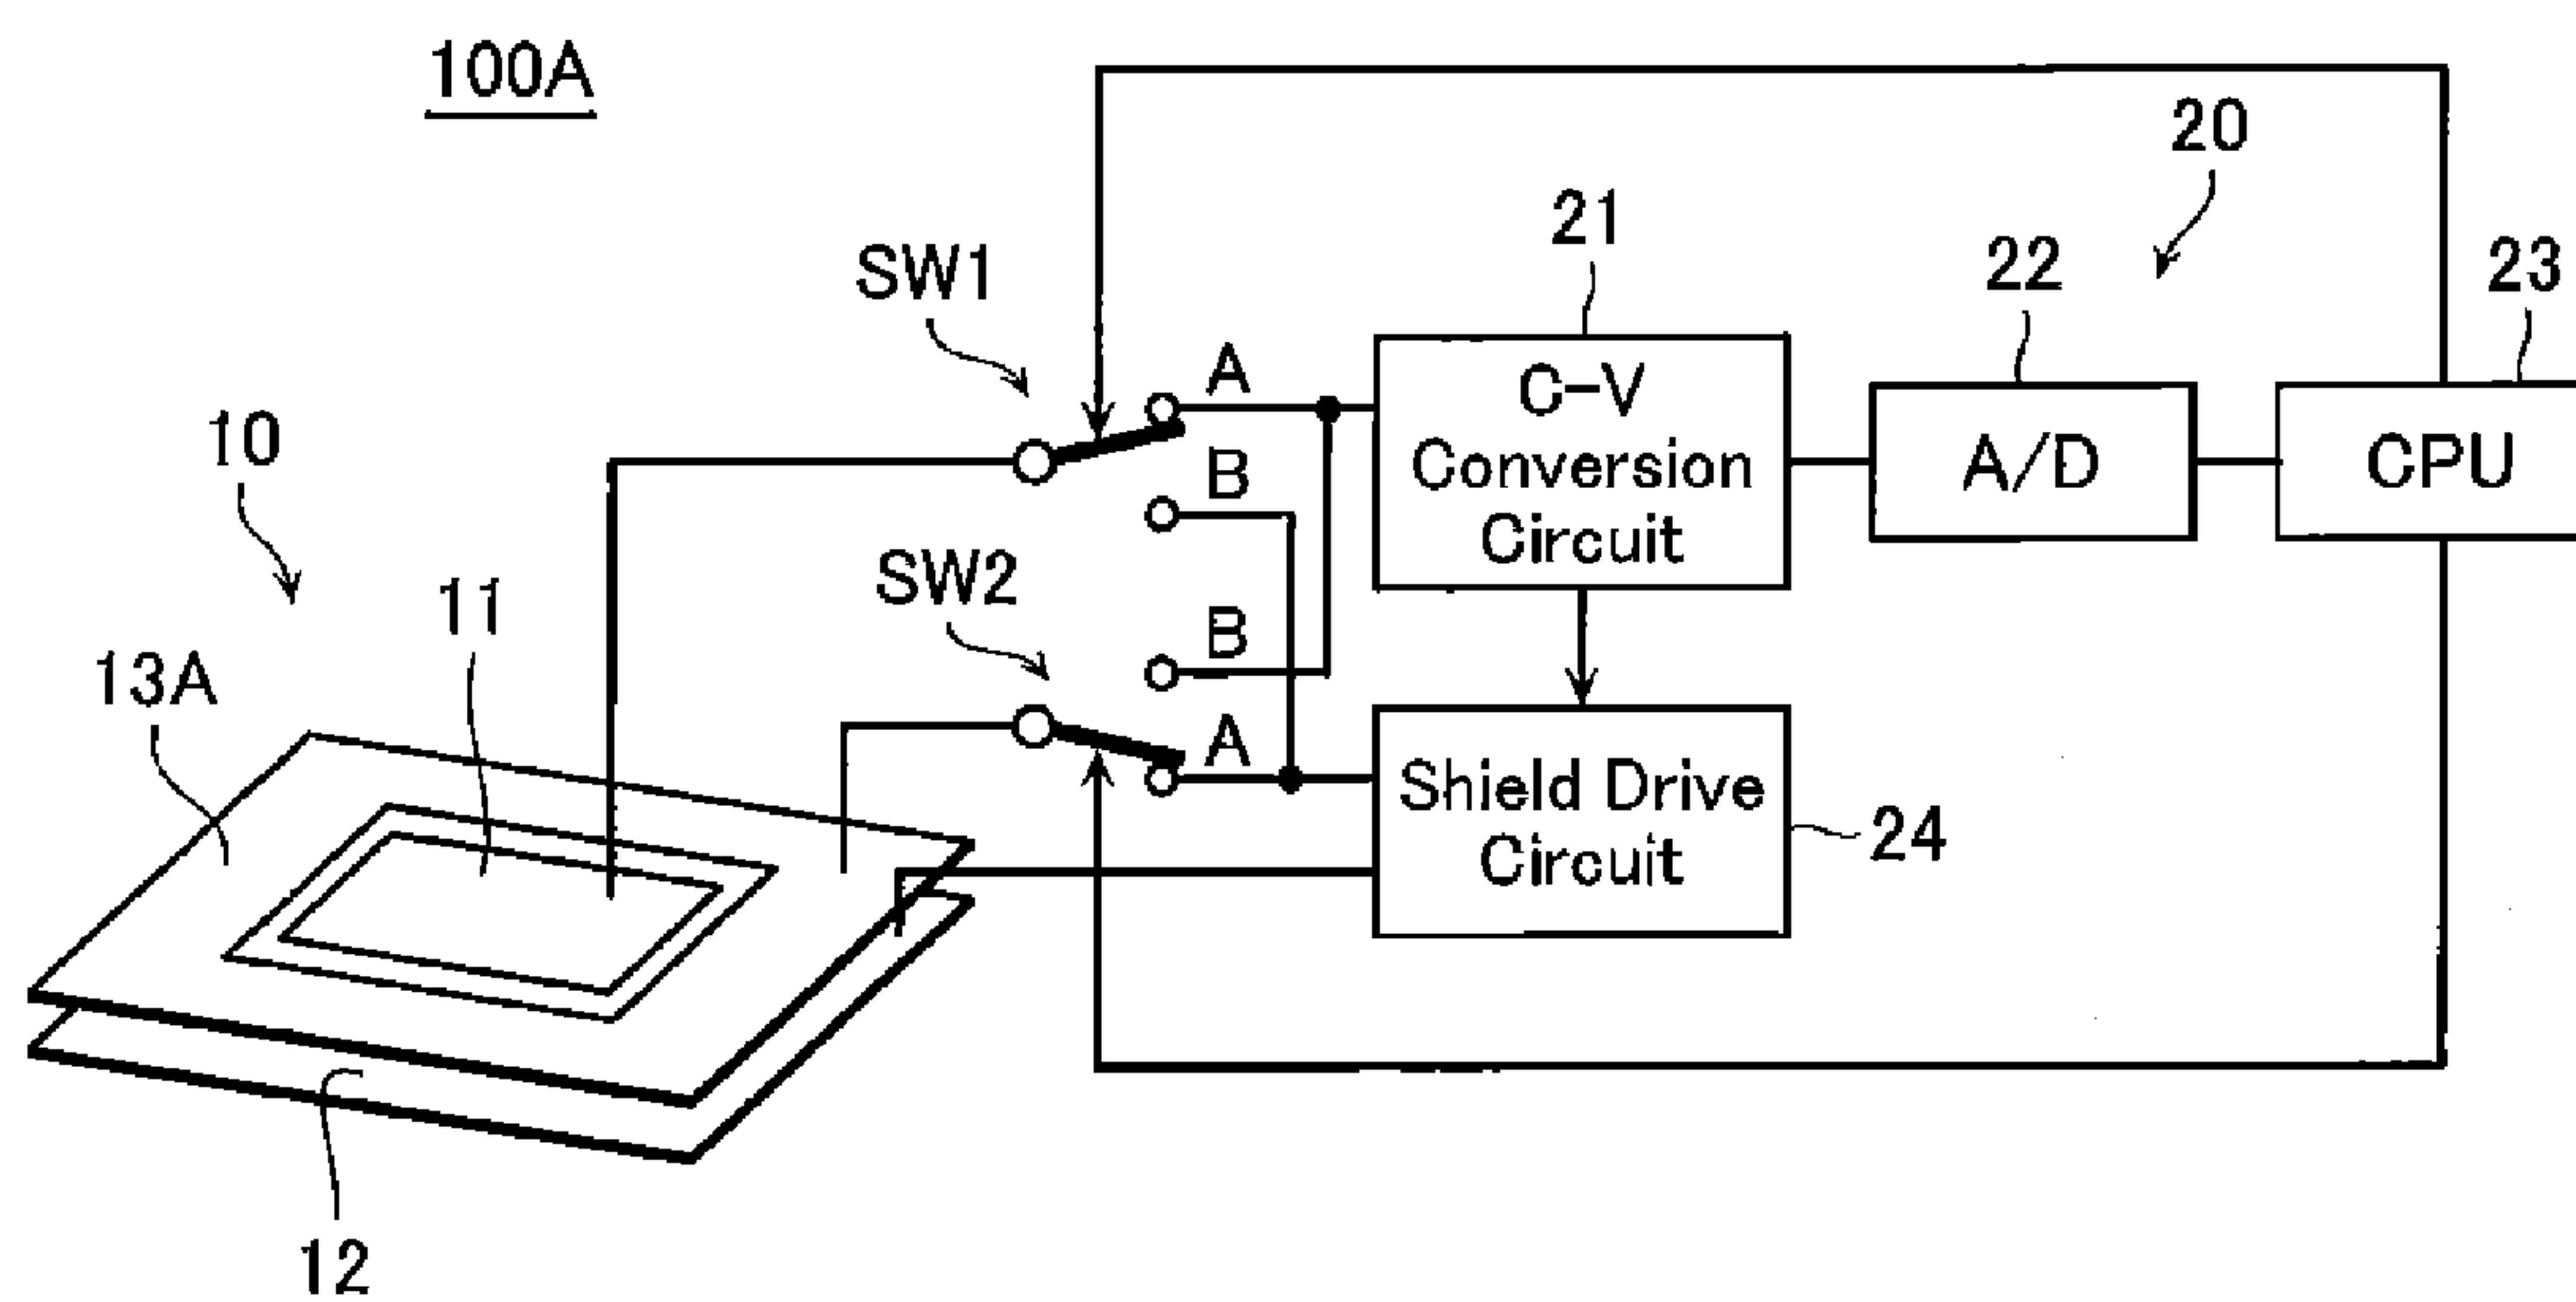 100A
20
21
SW1
22
23
A
C-V
Conversion
Circuit
A/D
CPU
10
B
SW2
11
B
13A
A
Shield Drive
Circuit
24
12